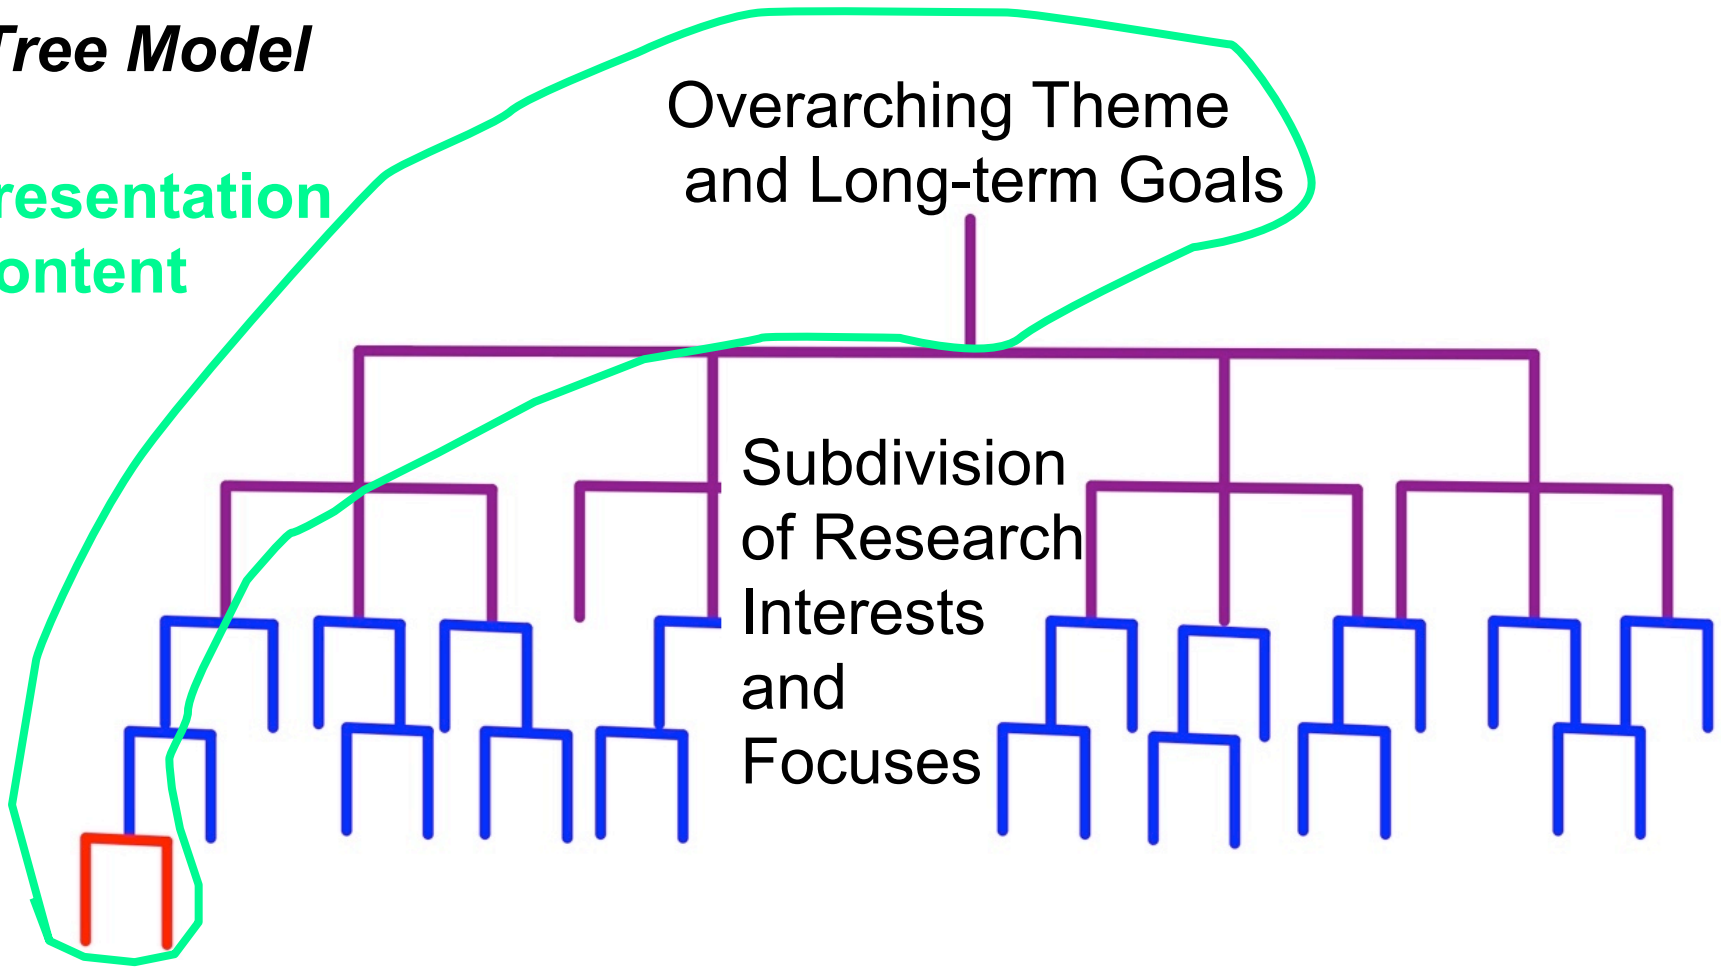 Tree Model
Overarching Theme
and Long-term Goals
resentation
ontent
Subdivision
of Research
Interests
and
Focuses